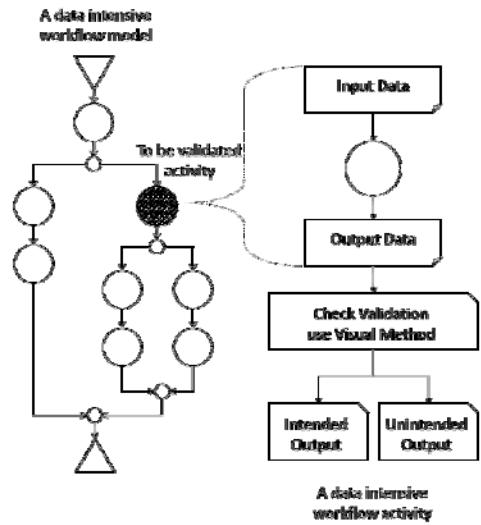 A data intensive
workflow model
To be validated
activity
Input Data
Output Data
Check Validation
use Visual Method
Intended
Output
Unintended
Output
A data intensive
workflow activity